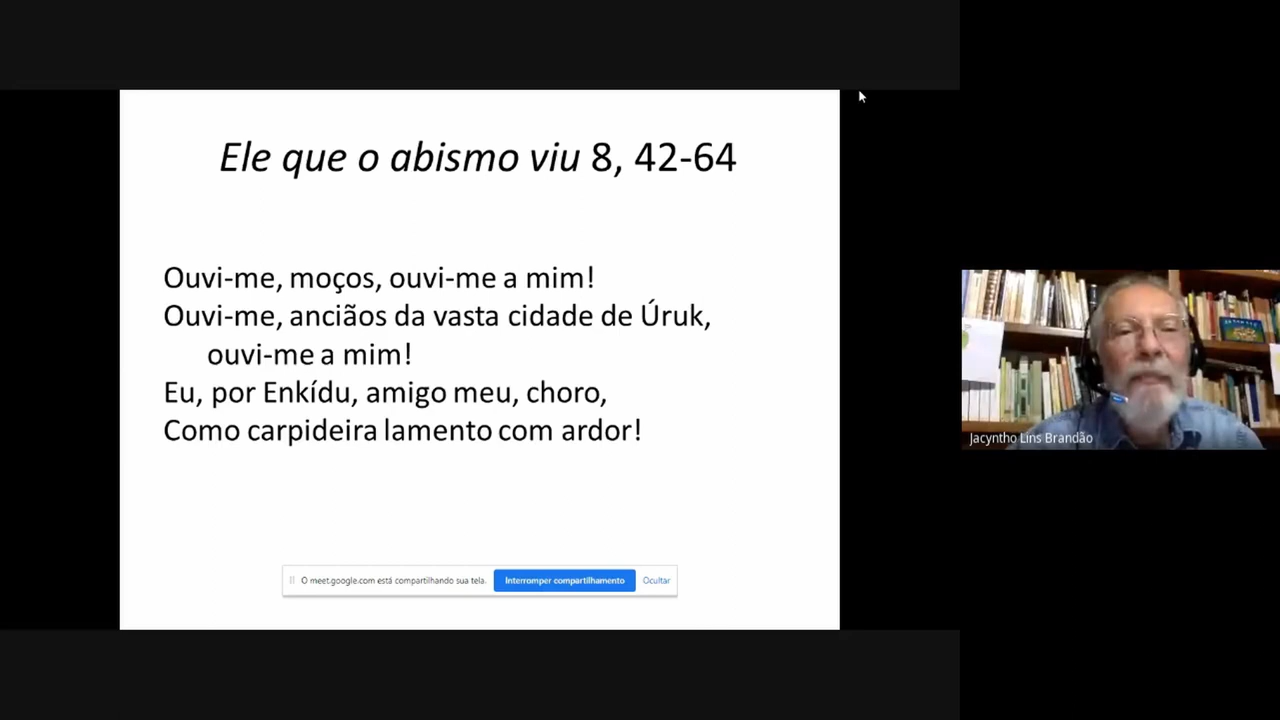 Ele que o abismo viu 8, 42-64
Ouvi-me, moços, ouvi-me a mim!
Ouvi-me, anciãos da vasta cidade de Úruk,
ouvi-me a mim!
Eu, por Enkídu, amigo meu, choro,
Como carpideira lamento com ardor!
O meet.google.com está compartilhando sua tela.
Interromper compartilhamento
Ocultar
Jacyntho Lins Brandão